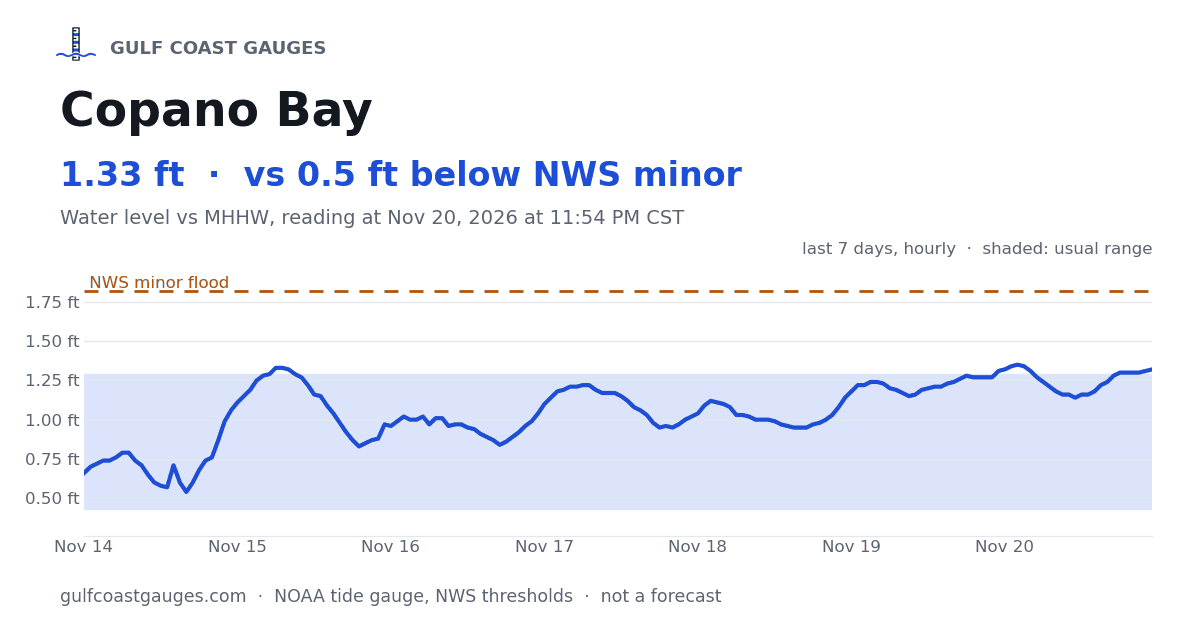 GULF COAST GAUGES
Copano Bay
1.33 ft · vs 0.5 ft below NWS minor
Water level vs MHHW, reading at Nov 20, 2026 at 11:54 PM CST
last 7 days, hourly · shaded: usual range
NWS minor flood
1.75 ft
1.50 ft
1.25 ft
1.00 ft
0.75 ft
0.50 ft
Nov 14 Nov 15 Nov 16 Nov 17 Nov 18 Nov 19 Nov 20
gulfcoastgauges.com · NOAA tide gauge, NWS thresholds · not a forecast